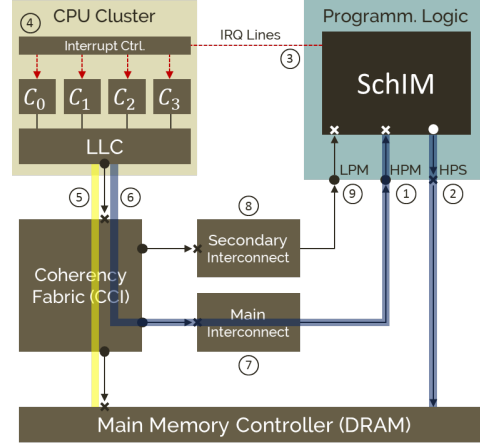 CPU Cluster
Programm. Logic
④
Interrupt Ctrl.
IRQ Lines
③
C0
C1
C2
C3
SchIM
LLC
LPM
HPM
HPS
⑤
⑥
⑧
⑨
①
②
Secondary
Interconnect
Coherency
Fabric (CCI)
Main
Interconnect
⑦
Main Memory Controller (DRAM)